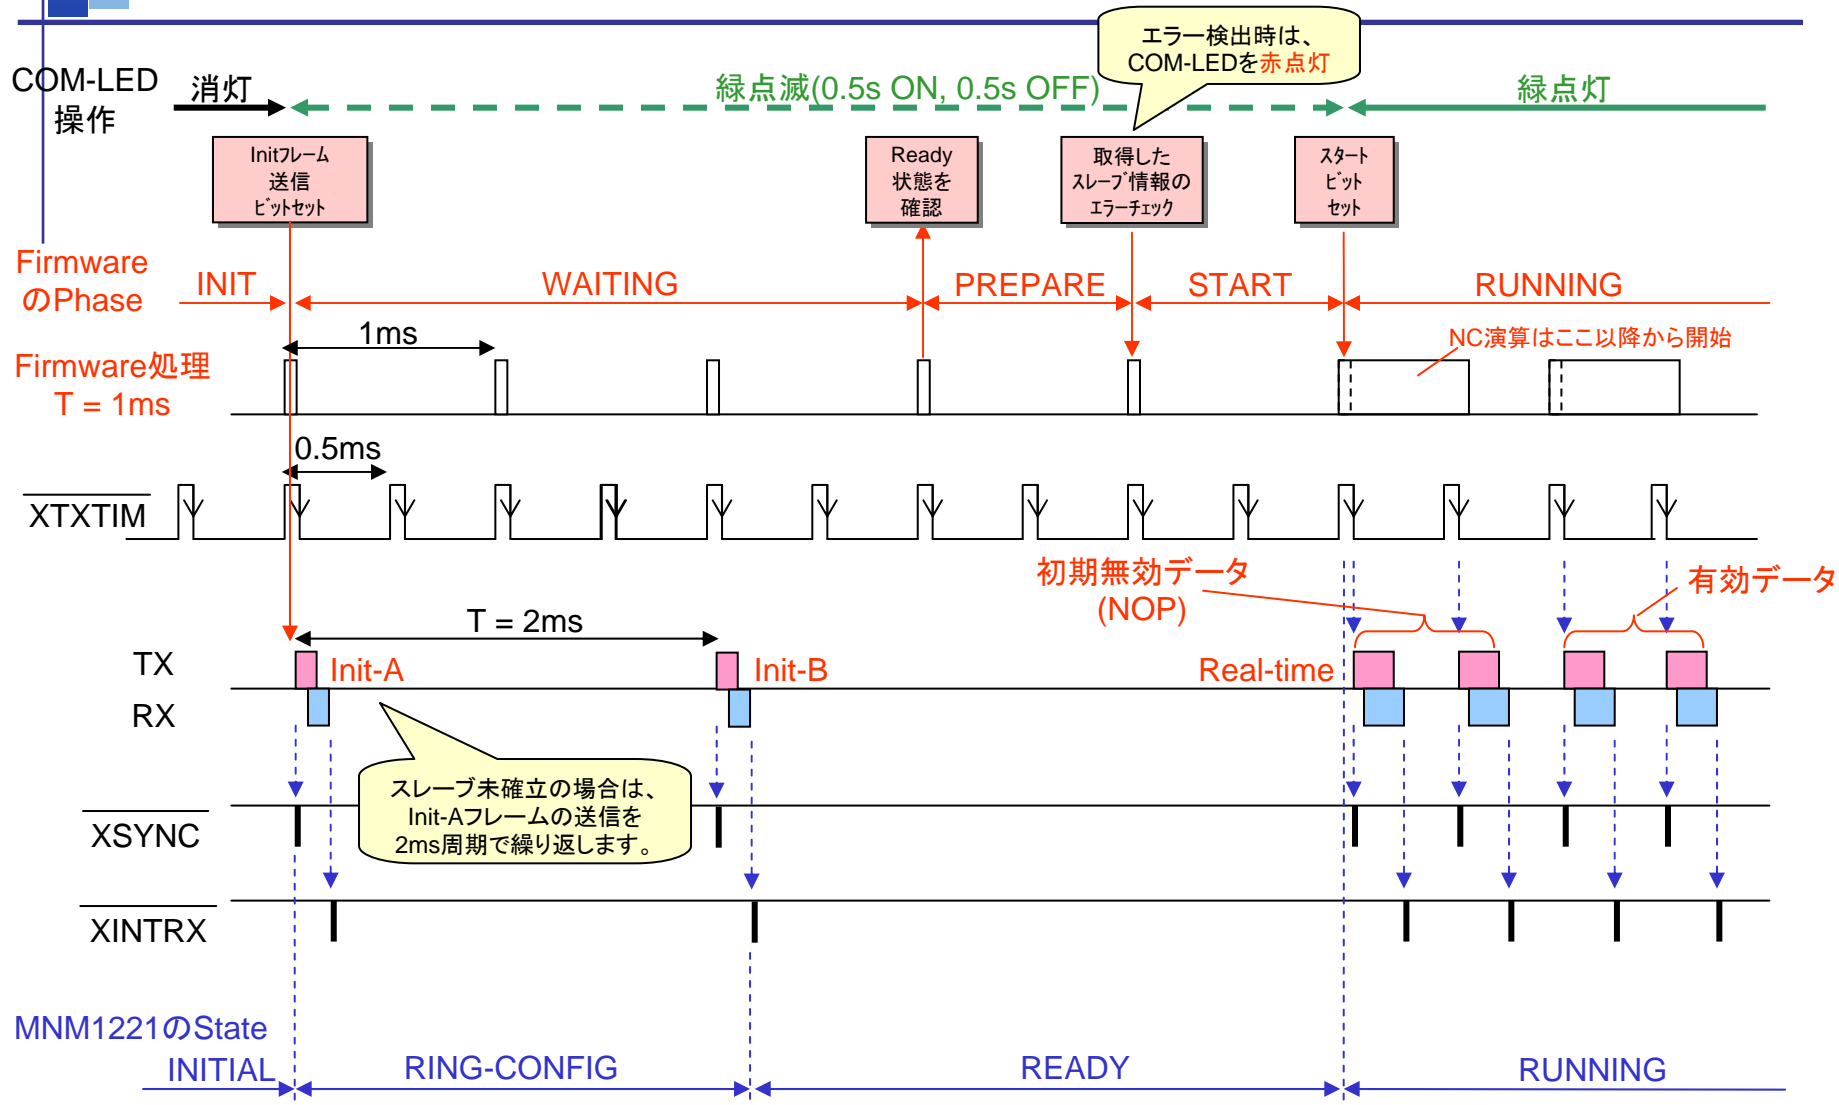 エラー検出時は、
COM-LEDを赤点灯
COM-LED
操作
消灯
緑点滅(0.5s ON, 0.5s OFF)
緑点灯
Initﾌﾚｰﾑ
送信
ﾋﾞｯﾄｾｯﾄ
Ready
状態を
確認
取得した
ｽﾚｰﾌﾞ情報の
ｴﾗｰﾁｪｯｸ
ｽﾀｰﾄ
ﾋﾞｯﾄ
ｾｯﾄ
Firmware
のPhase
INIT
WAITING
PREPARE
START
RUNNING
1ms
NC演算はここ以降から開始
Firmware処理
T = 1ms
0.5ms
XTXTIM
初期無効データ
(NOP)
有効データ
T = 2ms
TX
Init-A
Init-B
Real-time
RX
スレーブ未確立の場合は、
Init-Aフレームの送信を
2ms周期で繰り返します。
XSYNC
XINTRX
MNM1221のState
INITIAL
RING-CONFIG
READY
RUNNING